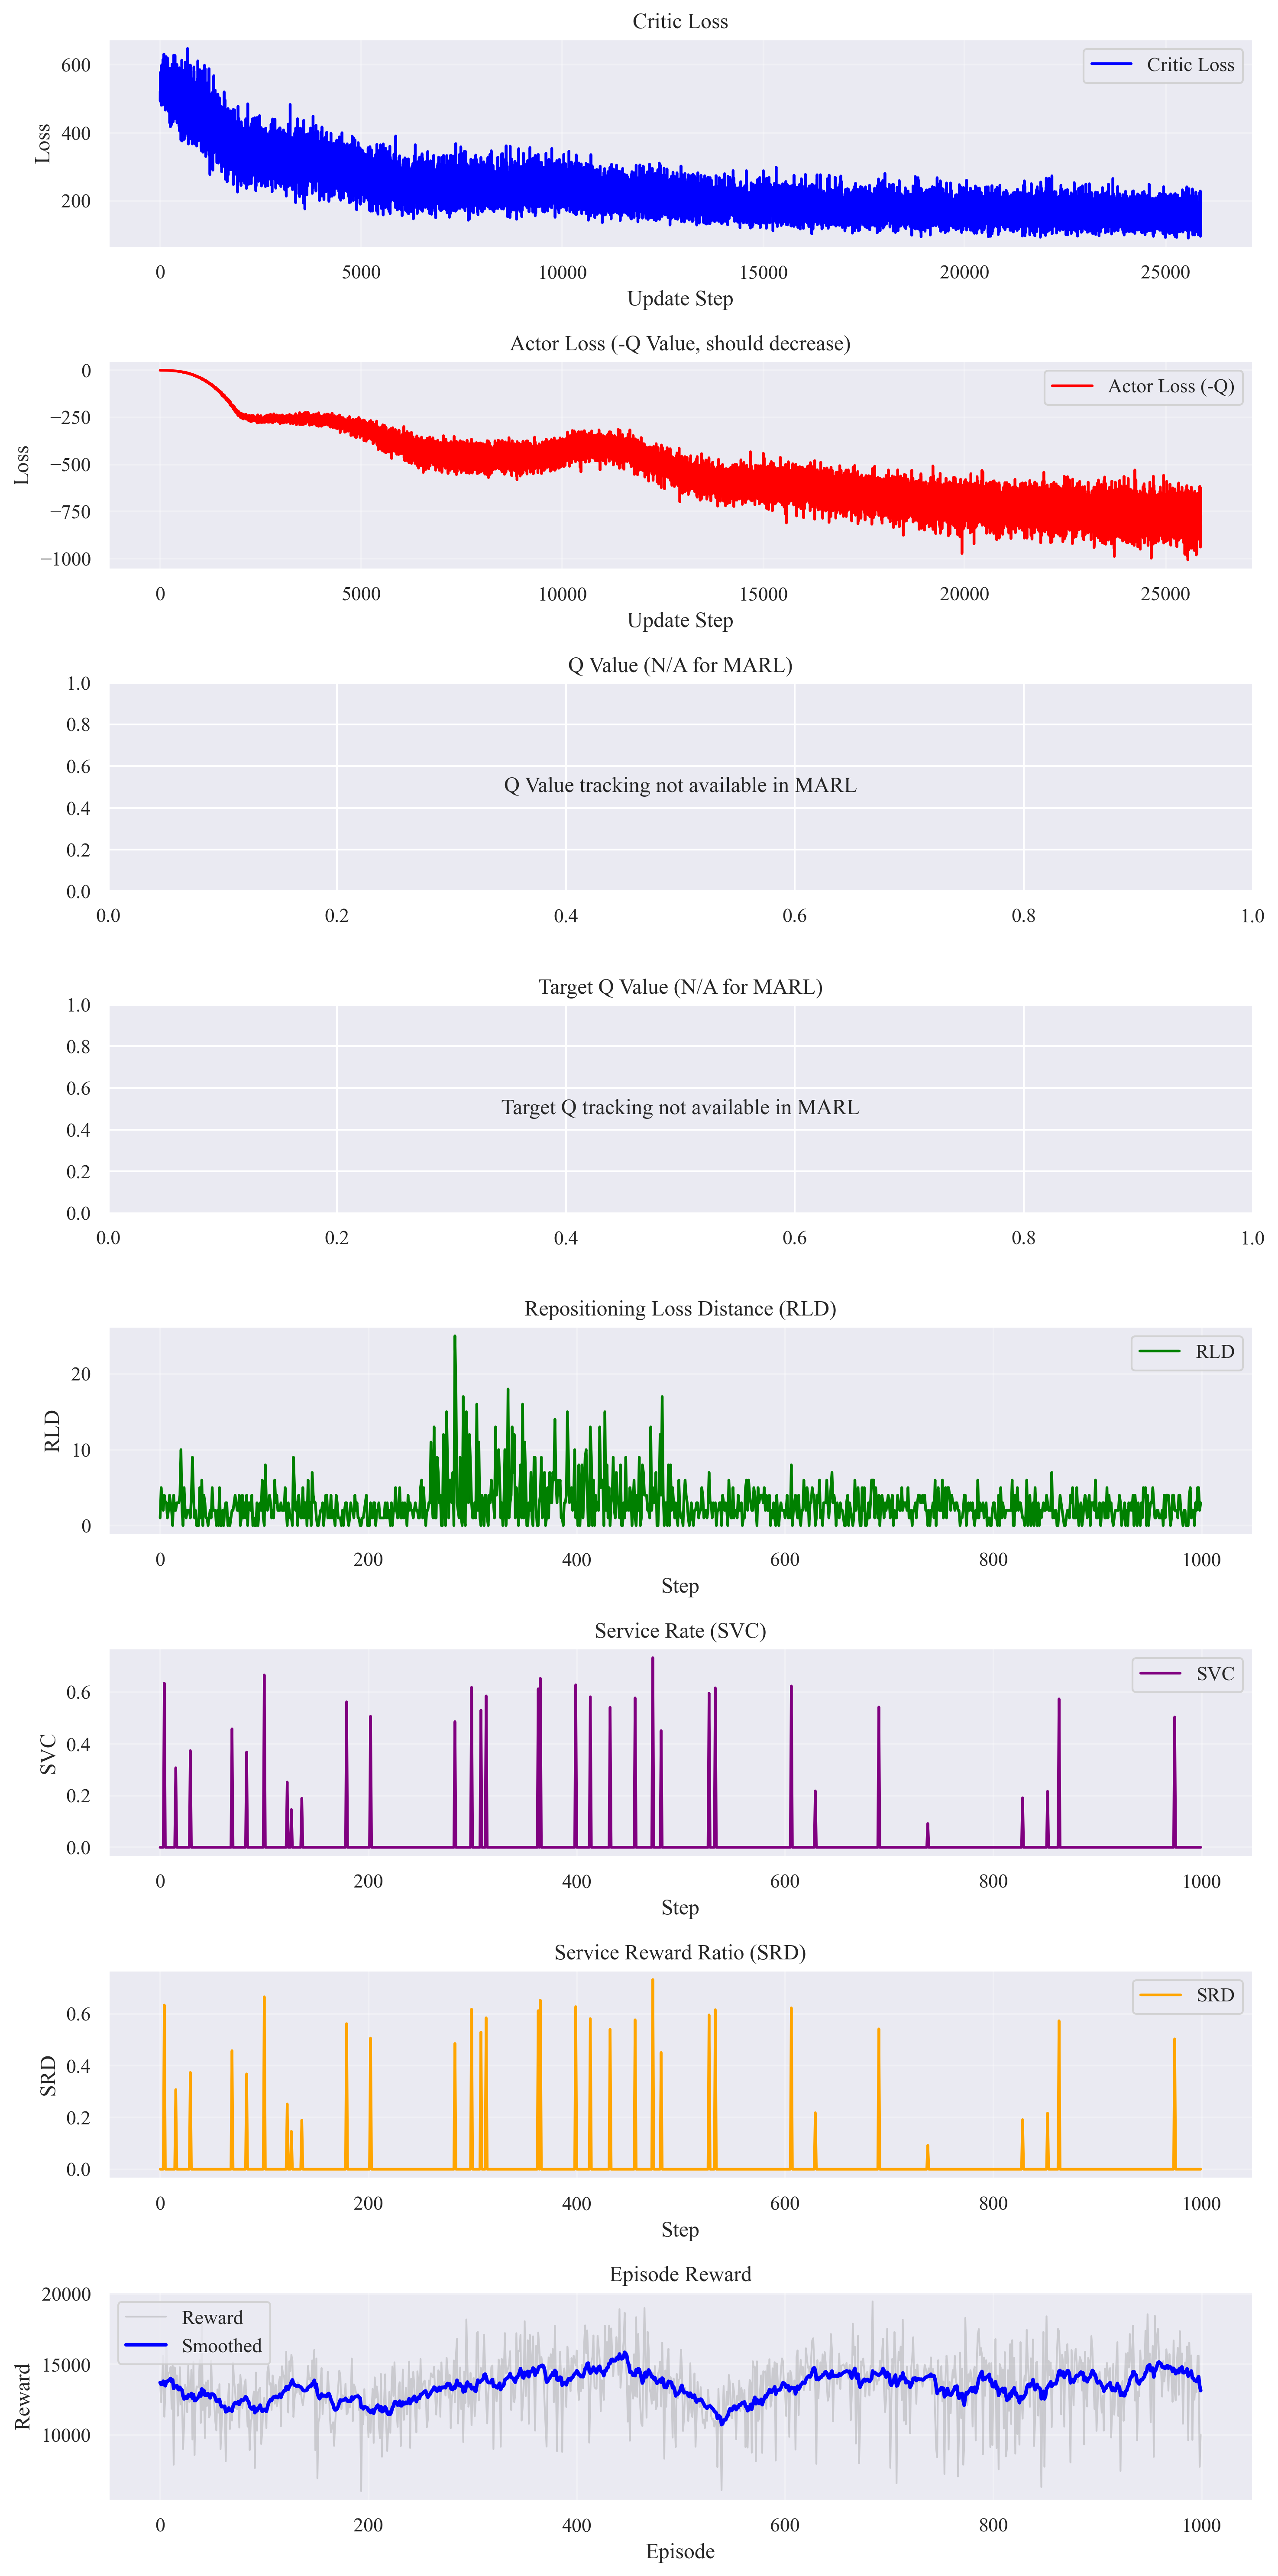 Critic Loss
Critic Loss
600
400
200
Loss
0 5000 10000 15000 20000 25000
Update Step
Actor Loss (-Q Value, should decrease)
Actor Loss (-Q)
0
−250
−500
−750
−1000
Loss
0 5000 10000 15000 20000 25000
Update Step
Q Value (N/A for MARL)
1.0
0.8
0.6
Q Value tracking not available in MARL
0.4
0.2
0.0
0.0 0.2 0.4 0.6 0.8 1.0
Target Q Value (N/A for MARL)
1.0
0.8
0.6
Target Q tracking not available in MARL
0.4
0.2
0.0
0.0 0.2 0.4 0.6 0.8 1.0
Repositioning Loss Distance (RLD)
RLD
20
10
0
RLD
0 200 400 600 800 1000
Step
Service Rate (SVC)
SVC
0.6
0.4
0.2
0.0
SVC
0 200 400 600 800 1000
Step
Service Reward Ratio (SRD)
SRD
0.6
0.4
0.2
0.0
SRD
0 200 400 600 800 1000
Step
Episode Reward
20000
Reward
Smoothed
15000
10000
Reward
0 200 400 600 800 1000
Episode